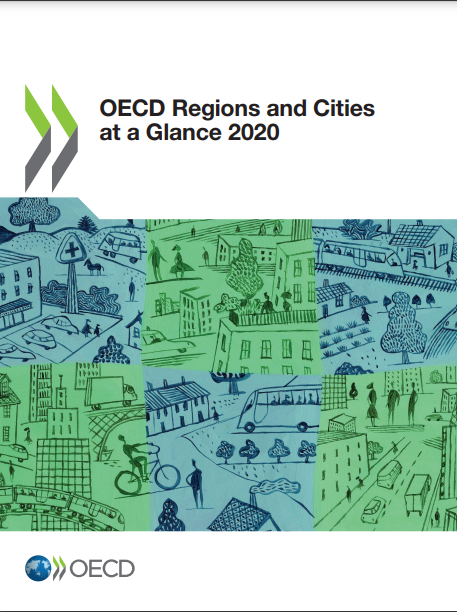 OECD Regions and Cities
at a Glance 2020
OECD